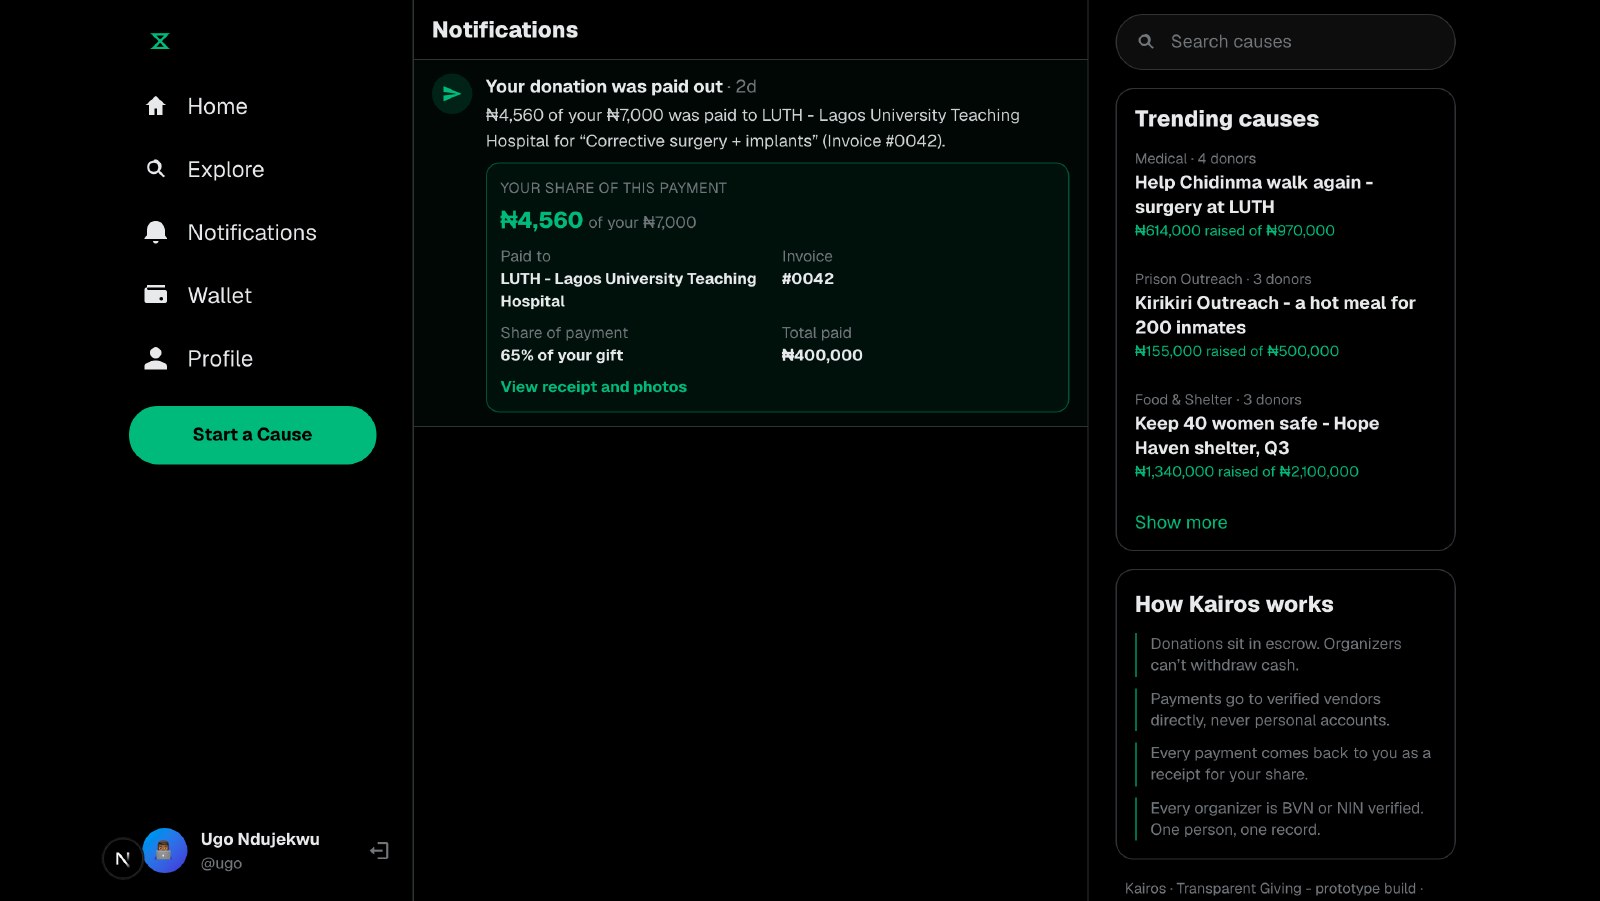 Home
Explore
Notifications
Wallet
Profile
Start a Cause
N
Ugo Ndujekwu
@ugo
Notifications
Your donation was paid out · 2d
₦4,560 of your ₦7,000 was paid to LUTH - Lagos University Teaching
Hospital for “Corrective surgery + implants” (Invoice #0042).
YOUR SHARE OF THIS PAYMENT
₦4,560 of your ₦7,000
Paid to
LUTH - Lagos University Teaching
Hospital
Invoice
#0042
Share of payment
65% of your gift
Total paid
₦400,000
View receipt and photos
Search causes
Trending causes
Medical · 4 donors
Help Chidinma walk again -
surgery at LUTH
₦614,000 raised of ₦970,000
Prison Outreach · 3 donors
Kirikiri Outreach - a hot meal for
200 inmates
₦155,000 raised of ₦500,000
Food & Shelter · 3 donors
Keep 40 women safe - Hope
Haven shelter, Q3
₦1,340,000 raised of ₦2,100,000
Show more
How Kairos works
Donations sit in escrow. Organizers
can’t withdraw cash.
Payments go to verified vendors
directly, never personal accounts.
Every payment comes back to you as a
receipt for your share.
Every organizer is BVN or NIN verified.
One person, one record.
Kairos · Transparent Giving - prototype build ·